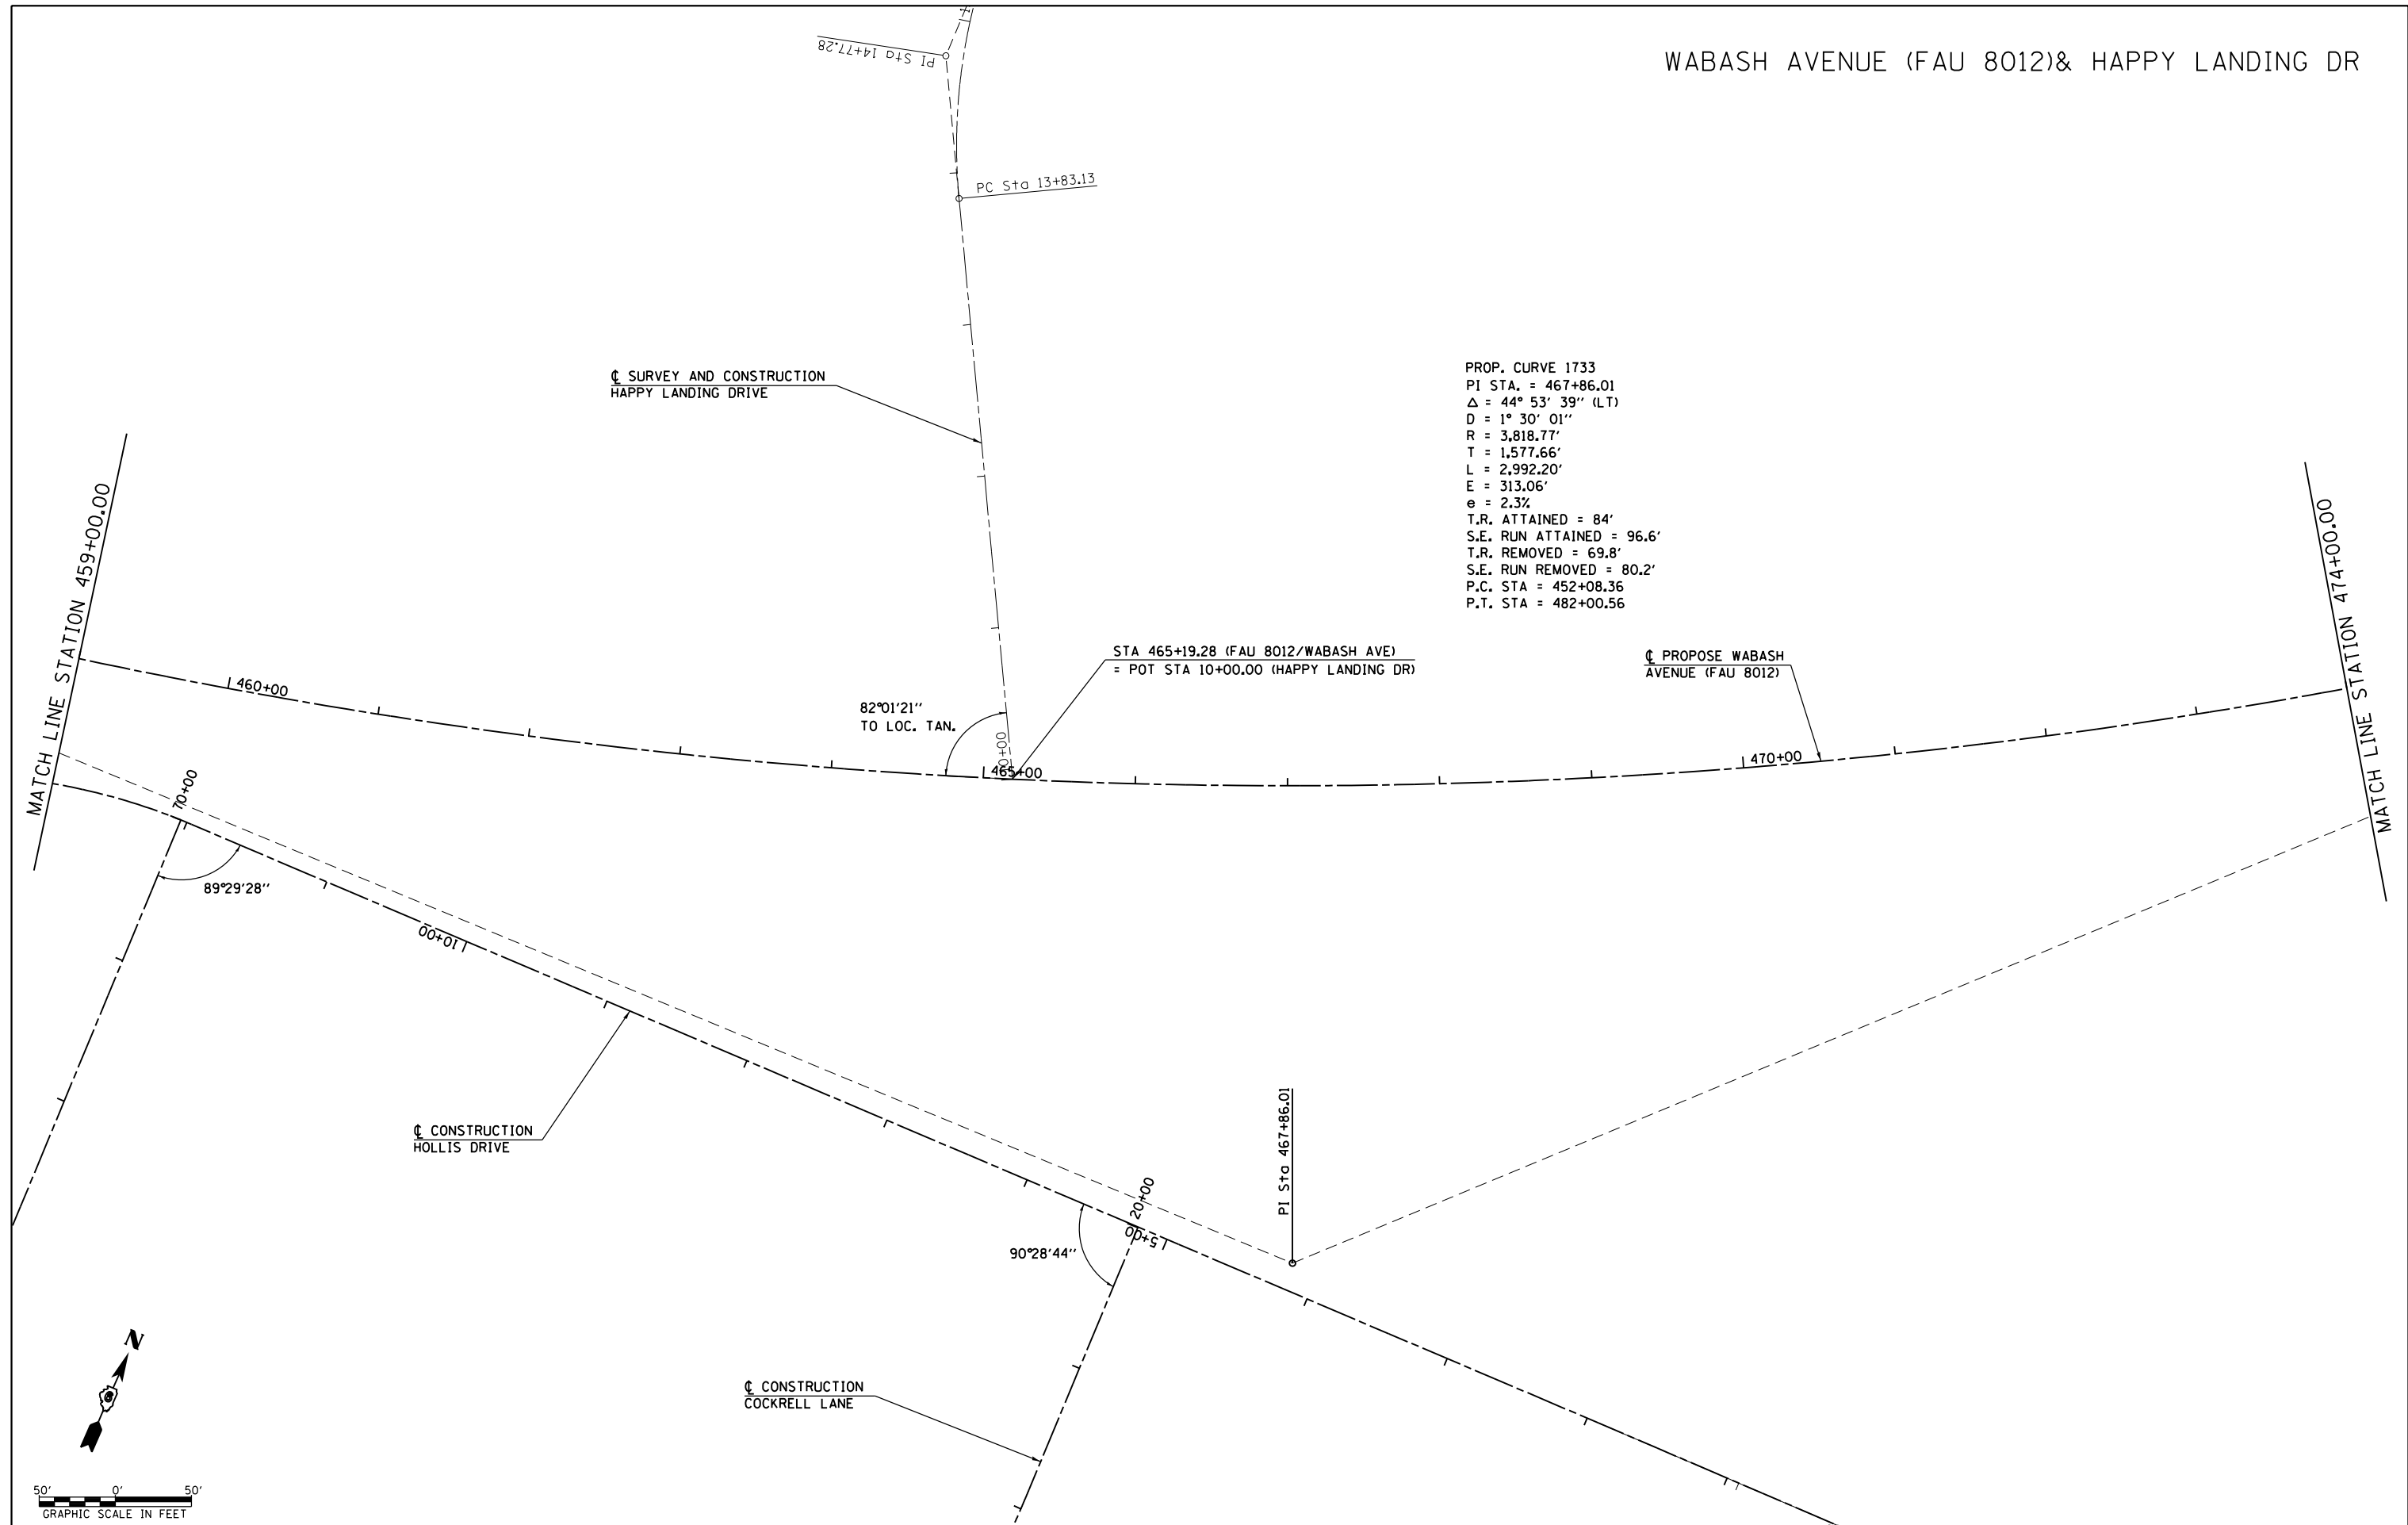 WABASH AVENUE (FAU 8012)& HAPPY LANDING DR
PI Sta 14+77.28
PC Sta 13+83.13
℄ SURVEY AND CONSTRUCTION
HAPPY LANDING DRIVE
PROP. CURVE 1733
PI STA. = 467+86.01
Δ = 44° 53' 39'' (LT)
D = 1° 30' 01''
R = 3,818.77'
T = 1,577.66'
L = 2,992.20'
E = 313.06'
e = 2.3%
T.R. ATTAINED = 84'
S.E. RUN ATTAINED = 96.6'
T.R. REMOVED = 69.8'
S.E. RUN REMOVED = 80.2'
P.C. STA = 452+08.36
P.T. STA = 482+00.56
MATCH LINE STATION 459+00.00
MATCH LINE STATION 474+00.00
STA 465+19.28 (FAU 8012/WABASH AVE)
= POT STA 10+00.00 (HAPPY LANDING DR)
℄ PROPOSE WABASH
AVENUE (FAU 8012)
460+00
82°01'21''
TO LOC. TAN.
465+00
470+00
70+00
89°29'28''
10+00
℄ CONSTRUCTION
HOLLIS DRIVE
PI Sta 467+86.01
20+00
15+00
90°28'44''
℄ CONSTRUCTION
COCKRELL LANE
N
50' 0' 50'
GRAPHIC SCALE IN FEET